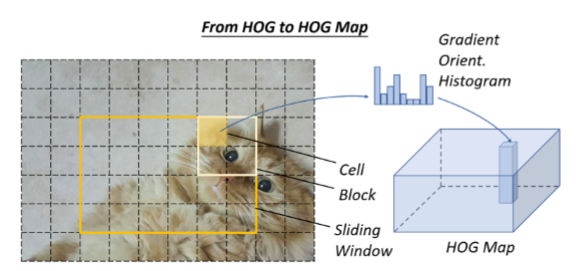 From HOG to HOG Map
Gradient
Orient.
Histogram
Cell
Block
Sliding
Window
HOG Map